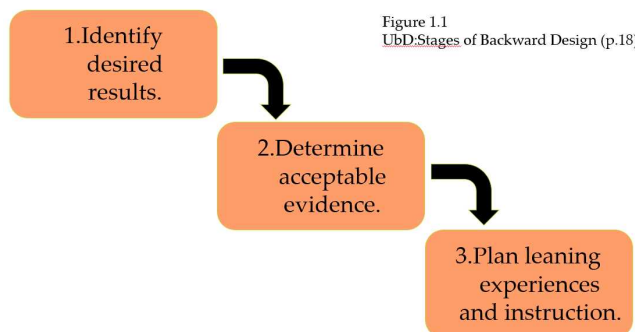 Figure 1.1
UbD:Stages of Backward Design (p.18)
1.Identify
desired
results.
2.Determine
acceptable
evidence.
3.Plan leaning
experiences
and instruction.